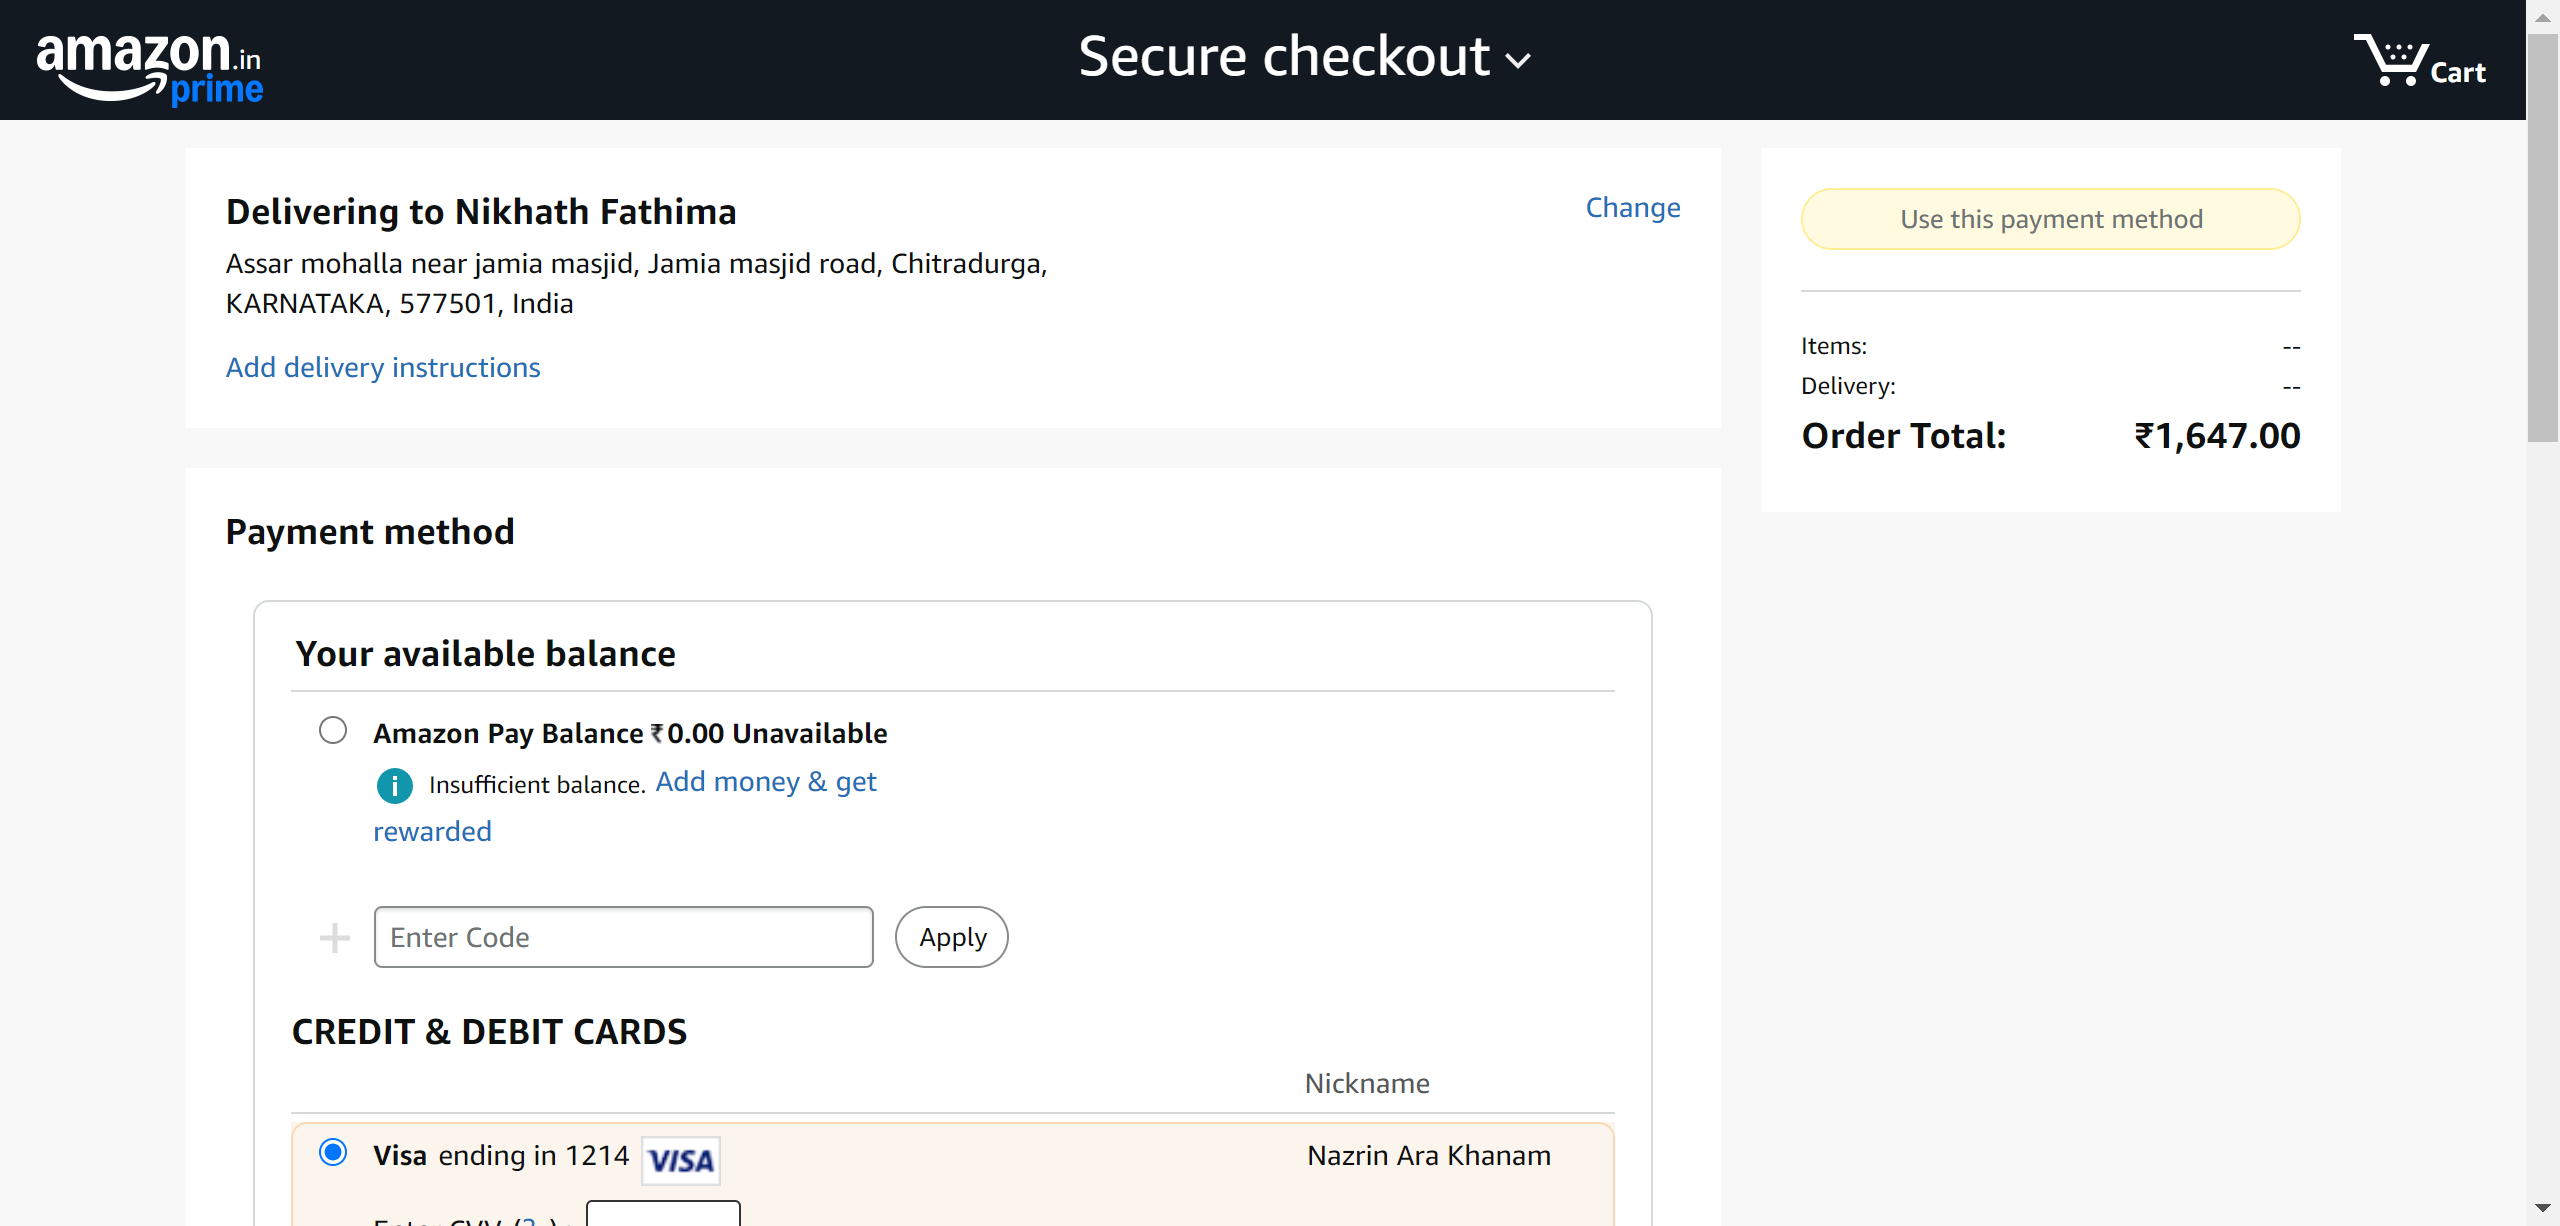 amazon.in
prime
Secure checkout
Cart
Delivering to Nikhath Fathima
Change
Assar mohalla near jamia masjid, Jamia masjid road, Chitradurga,
KARNATAKA, 577501, India
Add delivery instructions
Use this payment method
Items: --
Delivery: --
Order Total: ₹1,647.00
Payment method
Your available balance
Amazon Pay Balance ₹0.00 Unavailable
Insufficient balance. Add money & get
rewarded
Enter Code
Apply
CREDIT & DEBIT CARDS
Nickname
Visa ending in 1214 VISA
Nazrin Ara Khanam
Enter CVV (?) :